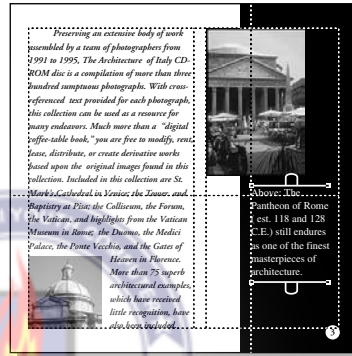 Preserving an extensive body of work
assembled by a team of photographers from
1991 to 1995, The Architecture of Italy CD-
ROM disc is a compilation of more than three
hundred sumptuous photographs. With cross-
referenced text provided for each photograph,
this collection can be used as a resource for
many endeavors. Much more than a "digital
coffee-table book," you are free to modify, rent,
lease, distribute, or create derivative works
based upon the original images found in this
collection. Included in this collection are St.
Mark's Cathedral in Venice; the Tower, and
Baptistry at Pisa; the Colliseum, the Forum,
the Vatican, and highlights from the Vatican
Museum in Rome; the Duomo, the Medici
Palace, the Ponte Vecchio, and the Gates of
Heaven in Florence.
More than 75 superb
architectural examples,
which have received
little recognition, have
also been included.
Above: The
Pantheon of Rome
( est. 118 and 128
C.E.) still endures
as one of the finest
masterpieces of
architecture.
3